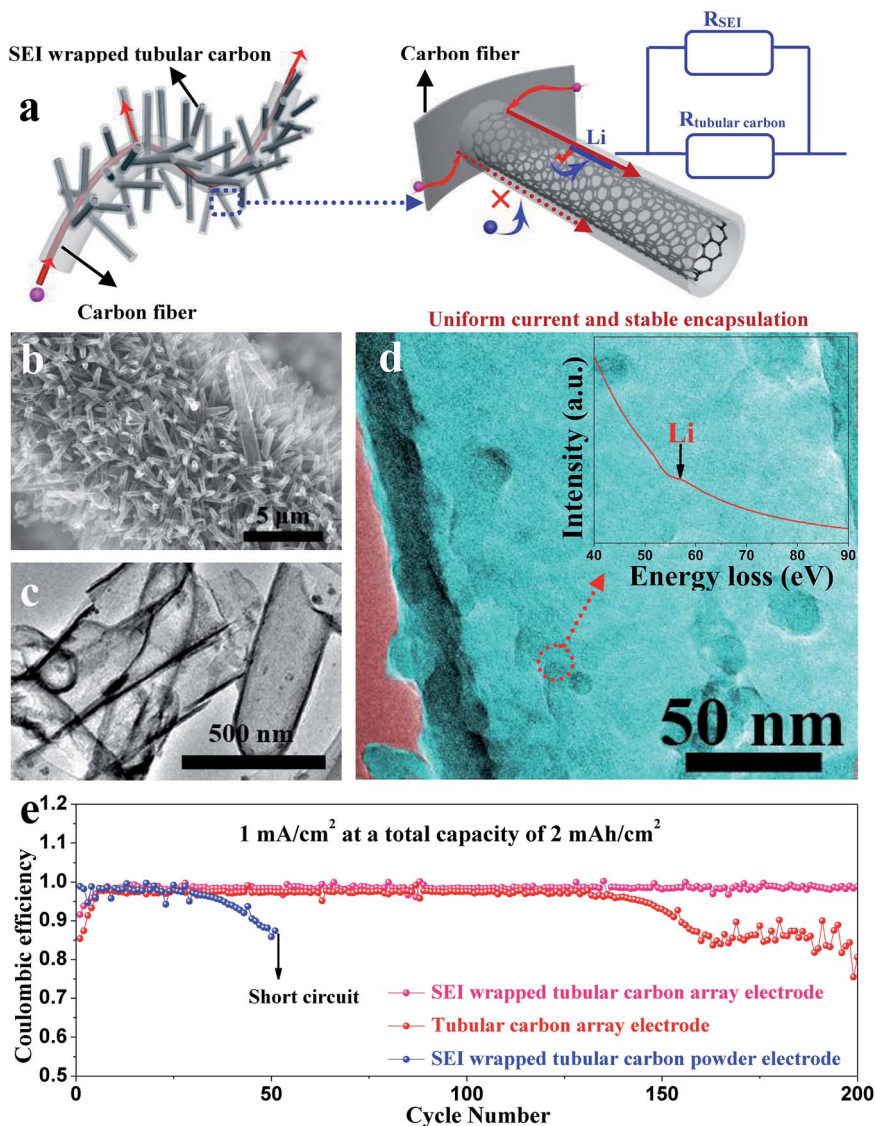 a
SEI wrapped tubular carbon
Carbon fiber
Carbon fiber
Li
R_SEI
R_tubular carbon
Uniform current and stable encapsulation
b
5 μm
c
500 nm
d
Intensity (a.u.)
Li
40 50 60 70 80 90
Energy loss (eV)
50 nm
e
1 mA/cm² at a total capacity of 2 mAh/cm²
Coulombic efficiency
1.2
1.1
1.0
0.9
0.8
0.7
0.6
0.5
Short circuit
SEI wrapped tubular carbon array electrode
Tubular carbon array electrode
SEI wrapped tubular carbon powder electrode
0 50 100 150 200
Cycle Number